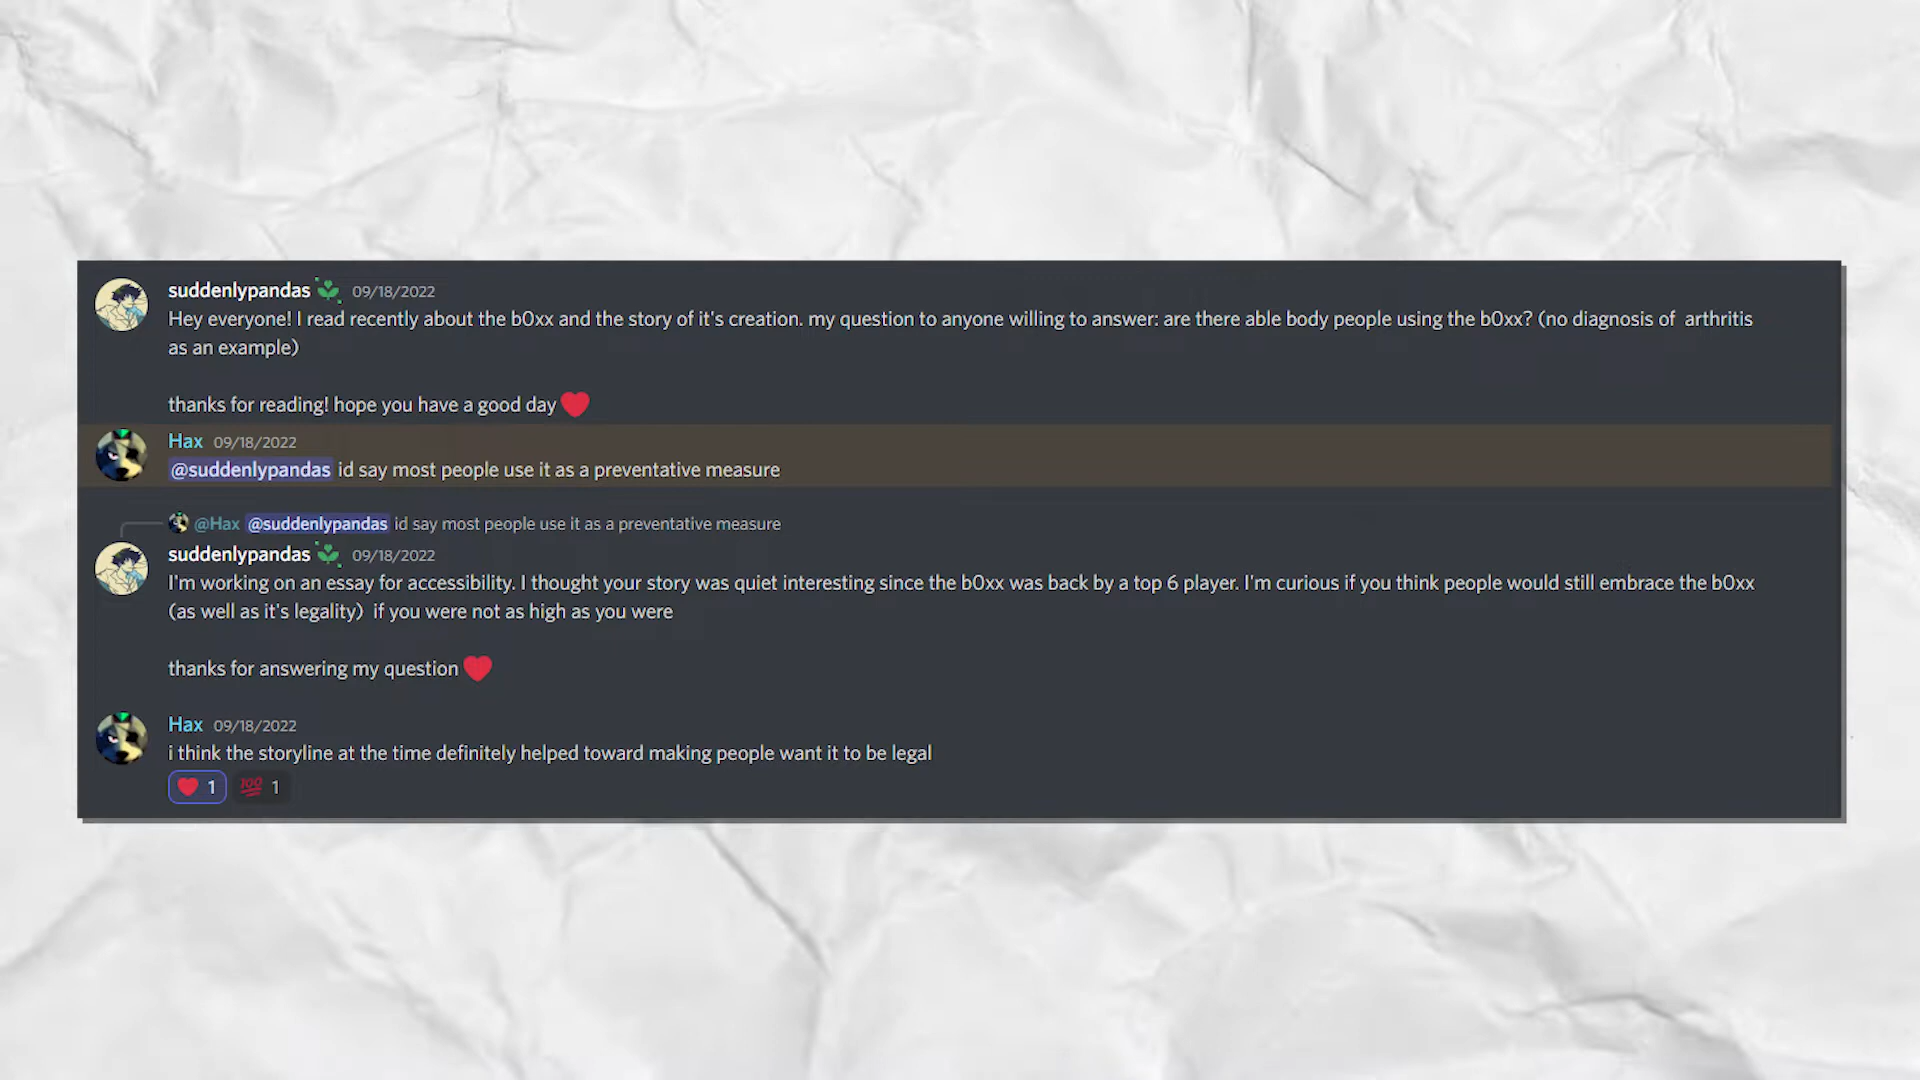 suddenlypandas 09/18/2022
Hey everyone! I read recently about the b0xx and the story of it's creation. my question to anyone willing to answer: are there able body people using the b0xx? (no diagnosis of  arthritis
as an example)
thanks for reading! hope you have a good day ❤️
Hax 09/18/2022
@suddenlypandas id say most people use it as a preventative measure
@Hax @suddenlypandas id say most people use it as a preventative measure
suddenlypandas 09/18/2022
I'm working on an essay for accessibility. I thought your story was quiet interesting since the b0xx was back by a top 6 player. I'm curious if you think people would still embrace the b0xx
(as well as it's legality)  if you were not as high as you were
thanks for answering my question ❤️
Hax 09/18/2022
i think the storyline at the time definitely helped toward making people want it to be legal
❤️ 1 💯 1